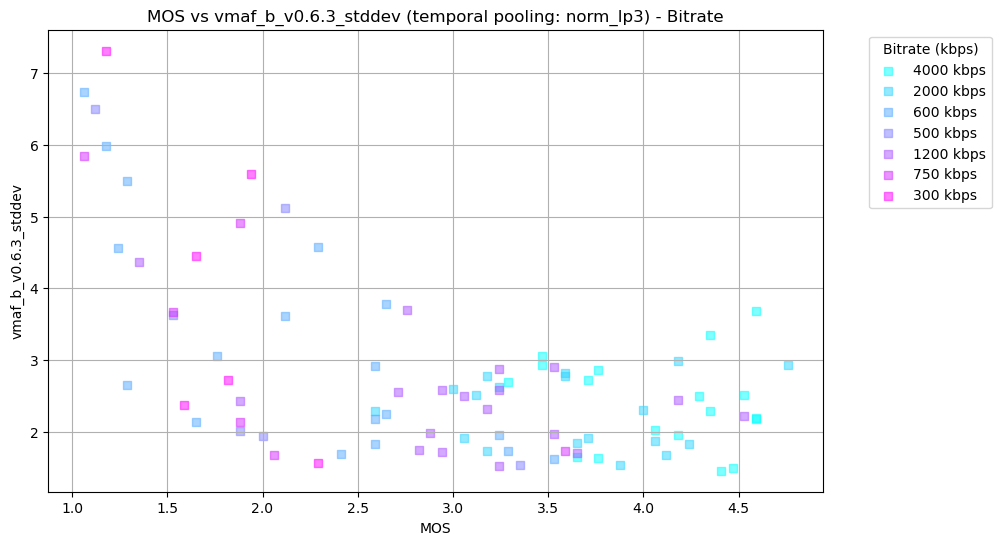 MOS vs vmaf_b_v0.6.3_stddev (temporal pooling: norm_lp3) - Bitrate
vmaf_b_v0.6.3_stddev
7
6
5
4
3
2
1.0 1.5 2.0 2.5 3.0 3.5 4.0 4.5
MOS
Bitrate (kbps)
4000 kbps
2000 kbps
600 kbps
500 kbps
1200 kbps
750 kbps
300 kbps